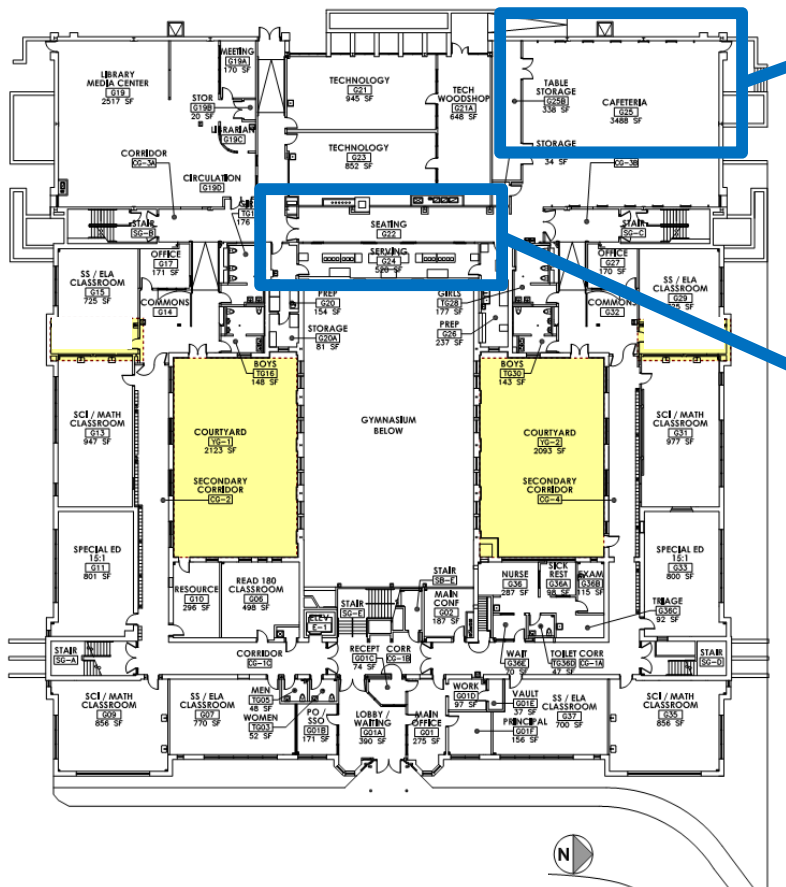 LIBRARY
MEDIA CENTER
G19
2517 SF
MEETING
G19A
170 SF
STOR
G19B
20 SF
LIBRARIAN
G19C
CIRCULATION
G19D
CORRIDOR
CG-3A
TECHNOLOGY
G21
945 SF
TECH
WOODSHOP
G21A
648 SF
TECHNOLOGY
G23
852 SF
TABLE
STORAGE
G25B
338 SF
CAFETERIA
G25
3488 SF
STORAGE
34 SF
CG-3B
STAIR
SG-B
176
SEATING
G22
SERVING
G24
520 SF
STAIR
SG-C
OFFICE
G17
171 SF
SS / ELA
CLASSROOM
G15
725 SF
COMMONS
G14
PREP
G20
154 SF
STORAGE
G20A
81 SF
GIRLS
TG28
177 SF
PREP
G26
237 SF
OFFICE
G27
170 SF
SS / ELA
CLASSROOM
G29
COMMONS
G32
BOYS
TG16
148 SF
BOYS
TG30
143 SF
SCI / MATH
CLASSROOM
G13
947 SF
COURTYARD
YG-1
2123 SF
SECONDARY
CORRIDOR
CG-2
GYMNASIUM
BELOW
COURTYARD
YG-2
2093 SF
SECONDARY
CORRIDOR
CG-4
SCI / MATH
CLASSROOM
G31
977 SF
SPECIAL ED
15:1
G11
801 SF
RESOURCE
G10
296 SF
READ 180
CLASSROOM
G06
498 SF
STAIR
SG-E
ELEV
E-1
STAIR
SB-E
MAIN
CONF
G02
187 SF
NURSE
G36
287 SF
SICK
REST
G36A
98 SF
EXAM
G36B
115 SF
TRIAGE
G36C
92 SF
SPECIAL ED
15:1
G33
800 SF
STAIR
SG-A
CORRIDOR
CG-1C
RECEPT
G01C
74 SF
CORR
CG-1B
WAIT
G36E
70 SF
TOILET
TG36D
47 SF
CORR
CG-1A
STAIR
SG-D
SCI / MATH
CLASSROOM
G09
856 SF
SS / ELA
CLASSROOM
G07
770 SF
MEN
TG05
48 SF
WOMEN
TG03
52 SF
PO /
SSO
G01B
171 SF
LOBBY /
WAITING
G01A
390 SF
MAIN
OFFICE
G01
275 SF
WORK
G01D
97 SF
VAULT
G01E
37 SF
PRINCIPAL
G01F
156 SF
SS / ELA
CLASSROOM
G37
700 SF
SCI / MATH
CLASSROOM
G35
856 SF
N